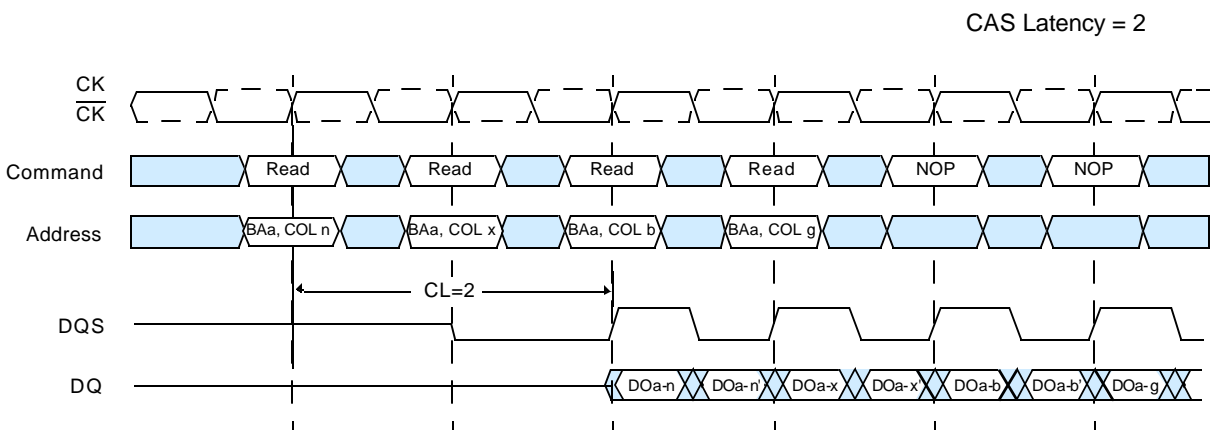 CAS Latency = 2
CK
CK
Command Read Read Read Read NOP NOP
Address BAa, COL n BAa, COL x BAa, COL b BAa, COL g
CL=2
DQS
DQ DOa-n DOa-n' DOa-x DOa-x' DOa-b DOa-b' DOa-g